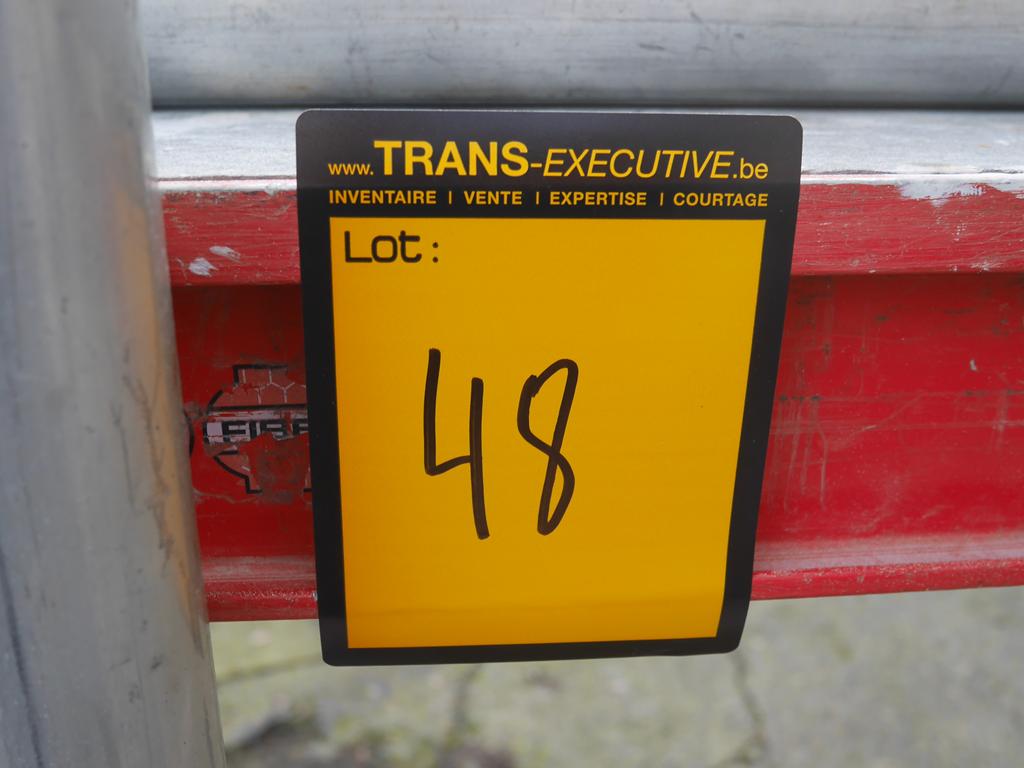 www.TRANS-EXECUTIVE.be
INVENTAIRE | VENTE | EXPERTISE | COURTAGE
Lot :
48